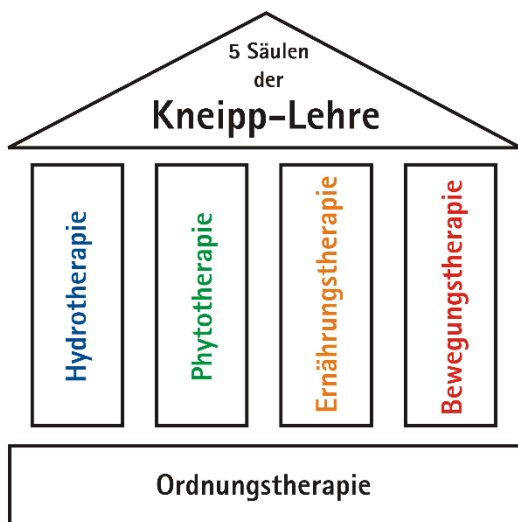 5 Säulen
der
Kneipp-Lehre
Hydrotherapie
Phytotherapie
Ernährungstherapie
Bewegungstherapie
Ordnungstherapie